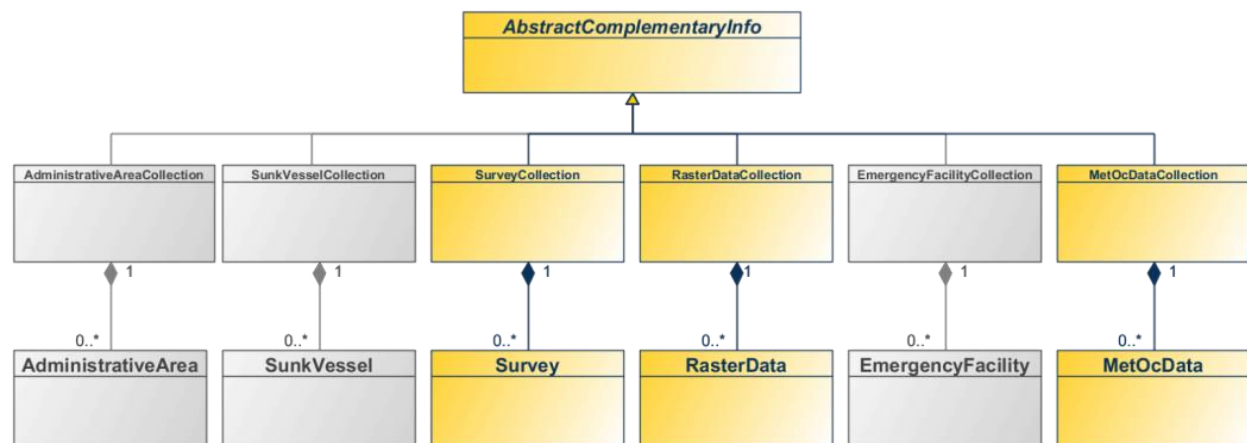 AbstractComplementaryInfo
AdministrativeAreaCollection
SunkVesselCollection
SurveyCollection
RasterDataCollection
EmergencyFacilityCollection
MetOcDataCollection
1
1
1
1
1
1
0..*
0..*
0..*
0..*
0..*
0..*
AdministrativeArea
SunkVessel
Survey
RasterData
EmergencyFacility
MetOcData